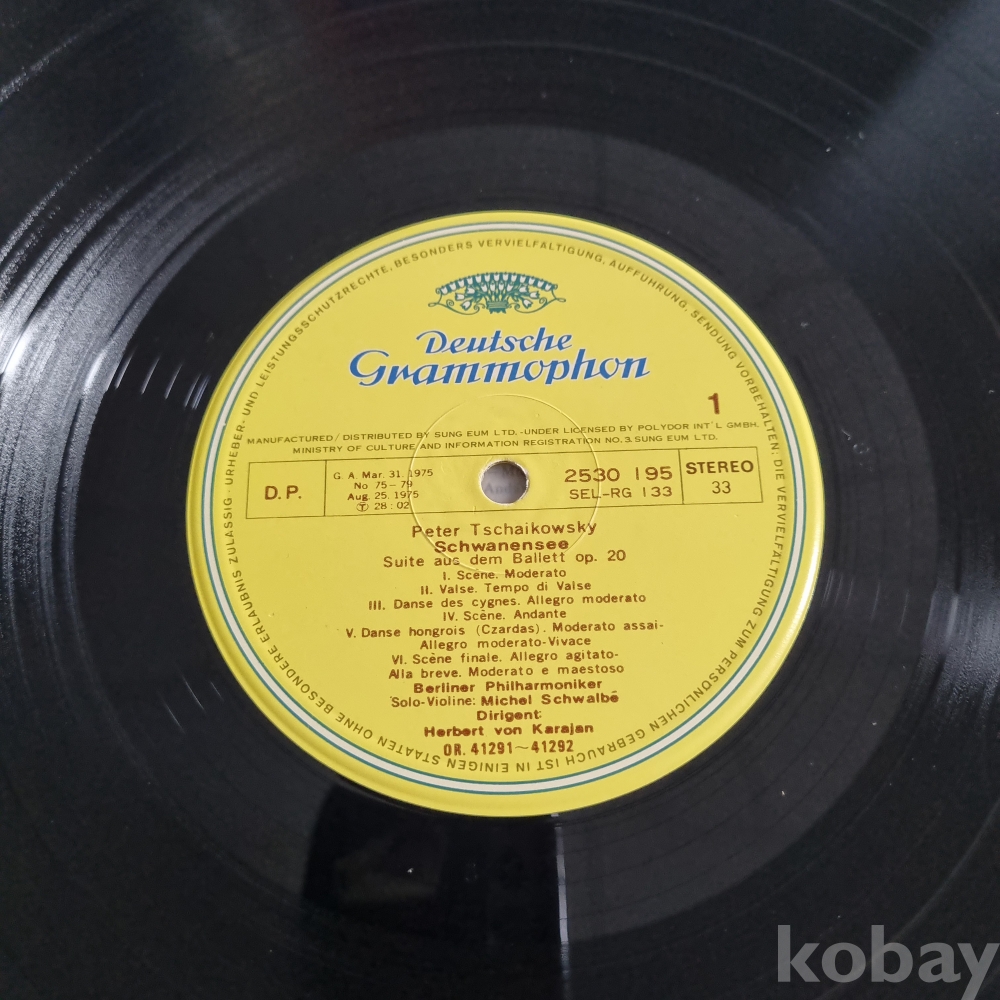 URHEBER- UND LEISTUNGSSCHUTZRECHTE, BESONDERS VERVIELFÄLTIGUNG, AUFFÜHRUNG, SENDUNG VORBEHALTEN: DIE VERVIELFÄLTIGUNG ZUM PERSÖNLICHEN GEBRAUCH IST IN EINIGEN STAATEN OHNE BESONDERE ERLAUBNIS ZULÄSSIG ·
Deutsche
Grammophon
1
MANUFACTURED / DISTRIBUTED BY SUNG EUM LTD. -UNDER LICENSED BY POLYDOR INT'L GMBH.
MINISTRY OF CULTURE AND INFORMATION REGISTRATION NO. 3. SUNG EUM LTD.
D.P.
G. A. Mar. 31. 1975
No 75-79
Aug. 25. 1975
Ⓣ 28:02
2530 195
SEL-RG 133
STEREO
33
Peter Tschaikowsky
Schwanensee
Suite aus dem Ballett op. 20
I. Scène. Moderato
II. Valse. Tempo di Valse
III. Danse des cygnes. Allegro moderato
IV. Scène. Andante
V. Danse hongrois (Czardas). Moderato assai-
Allegro moderato-Vivace
VI. Scène finale. Allegro agitato-
Alla breve. Moderato e maestoso
Berliner Philharmoniker
Solo-Violine: Michel Schwalbé
Dirigent:
Herbert von Karajan
OR. 41291~41292
kobay